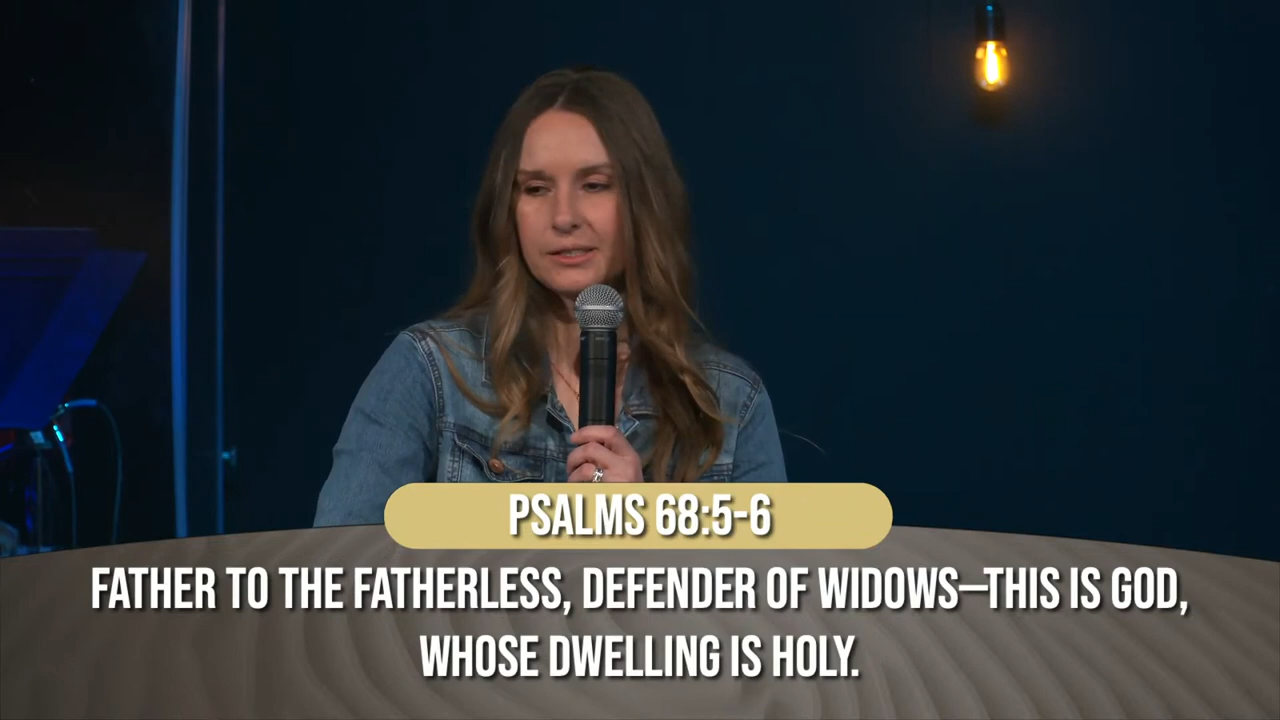 PSALMS 68:5-6
FATHER TO THE FATHERLESS, DEFENDER OF WIDOWS—THIS IS GOD,
WHOSE DWELLING IS HOLY.